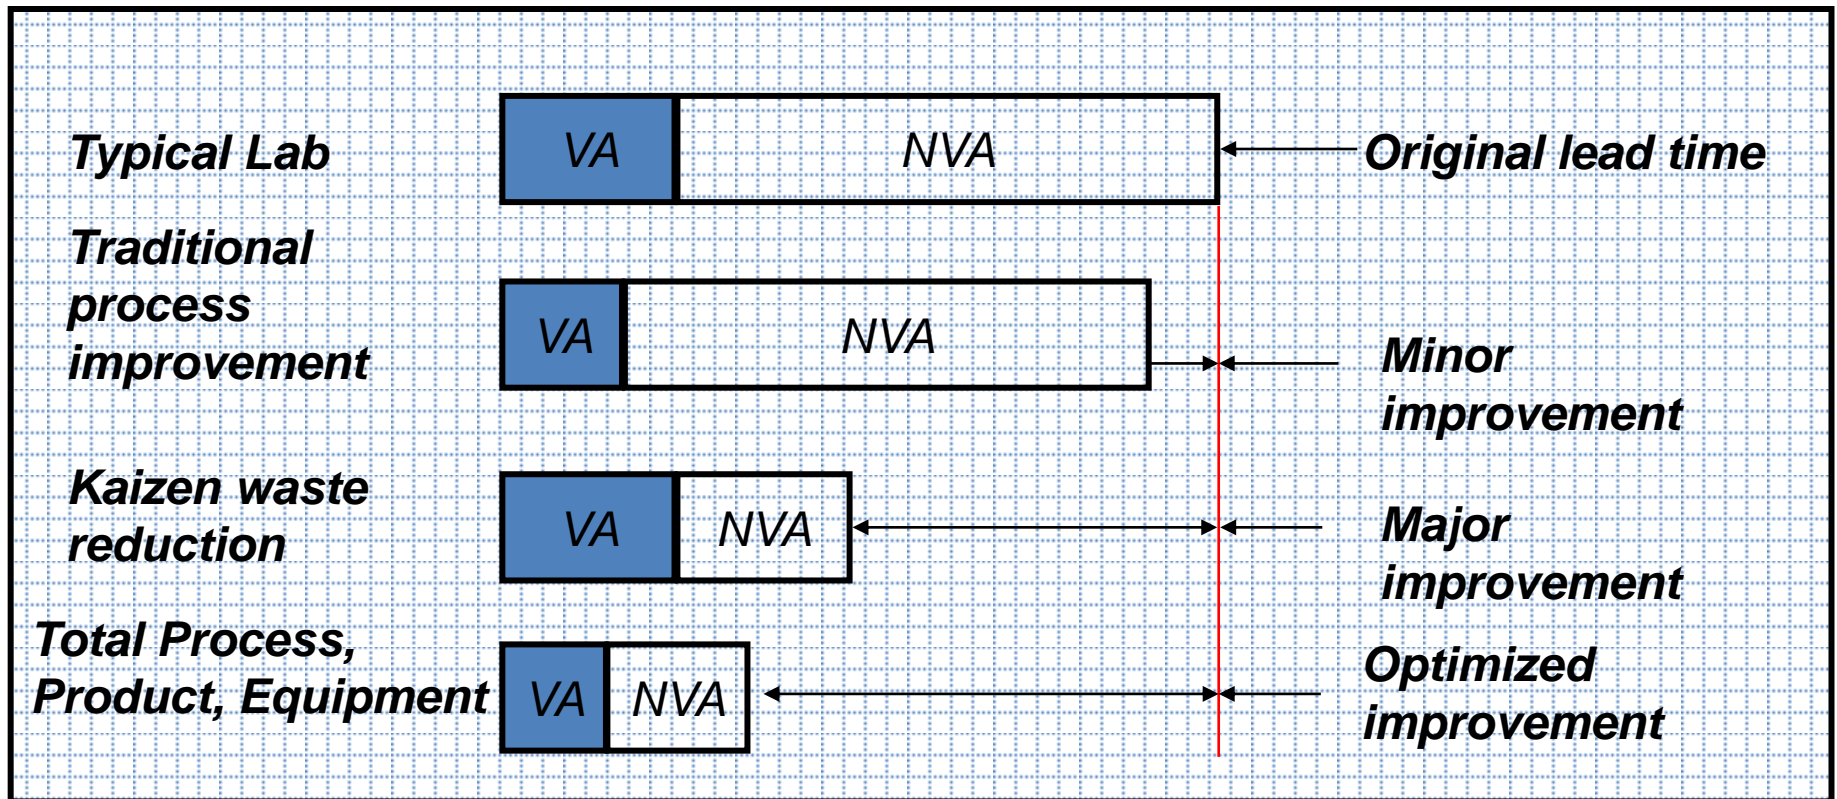 Typical Lab
VA
NVA
Original lead time
Traditional
process
improvement
VA
NVA
Minor
improvement
Kaizen waste
reduction
VA
NVA
Major
improvement
Total Process,
Product, Equipment
VA
NVA
Optimized
improvement